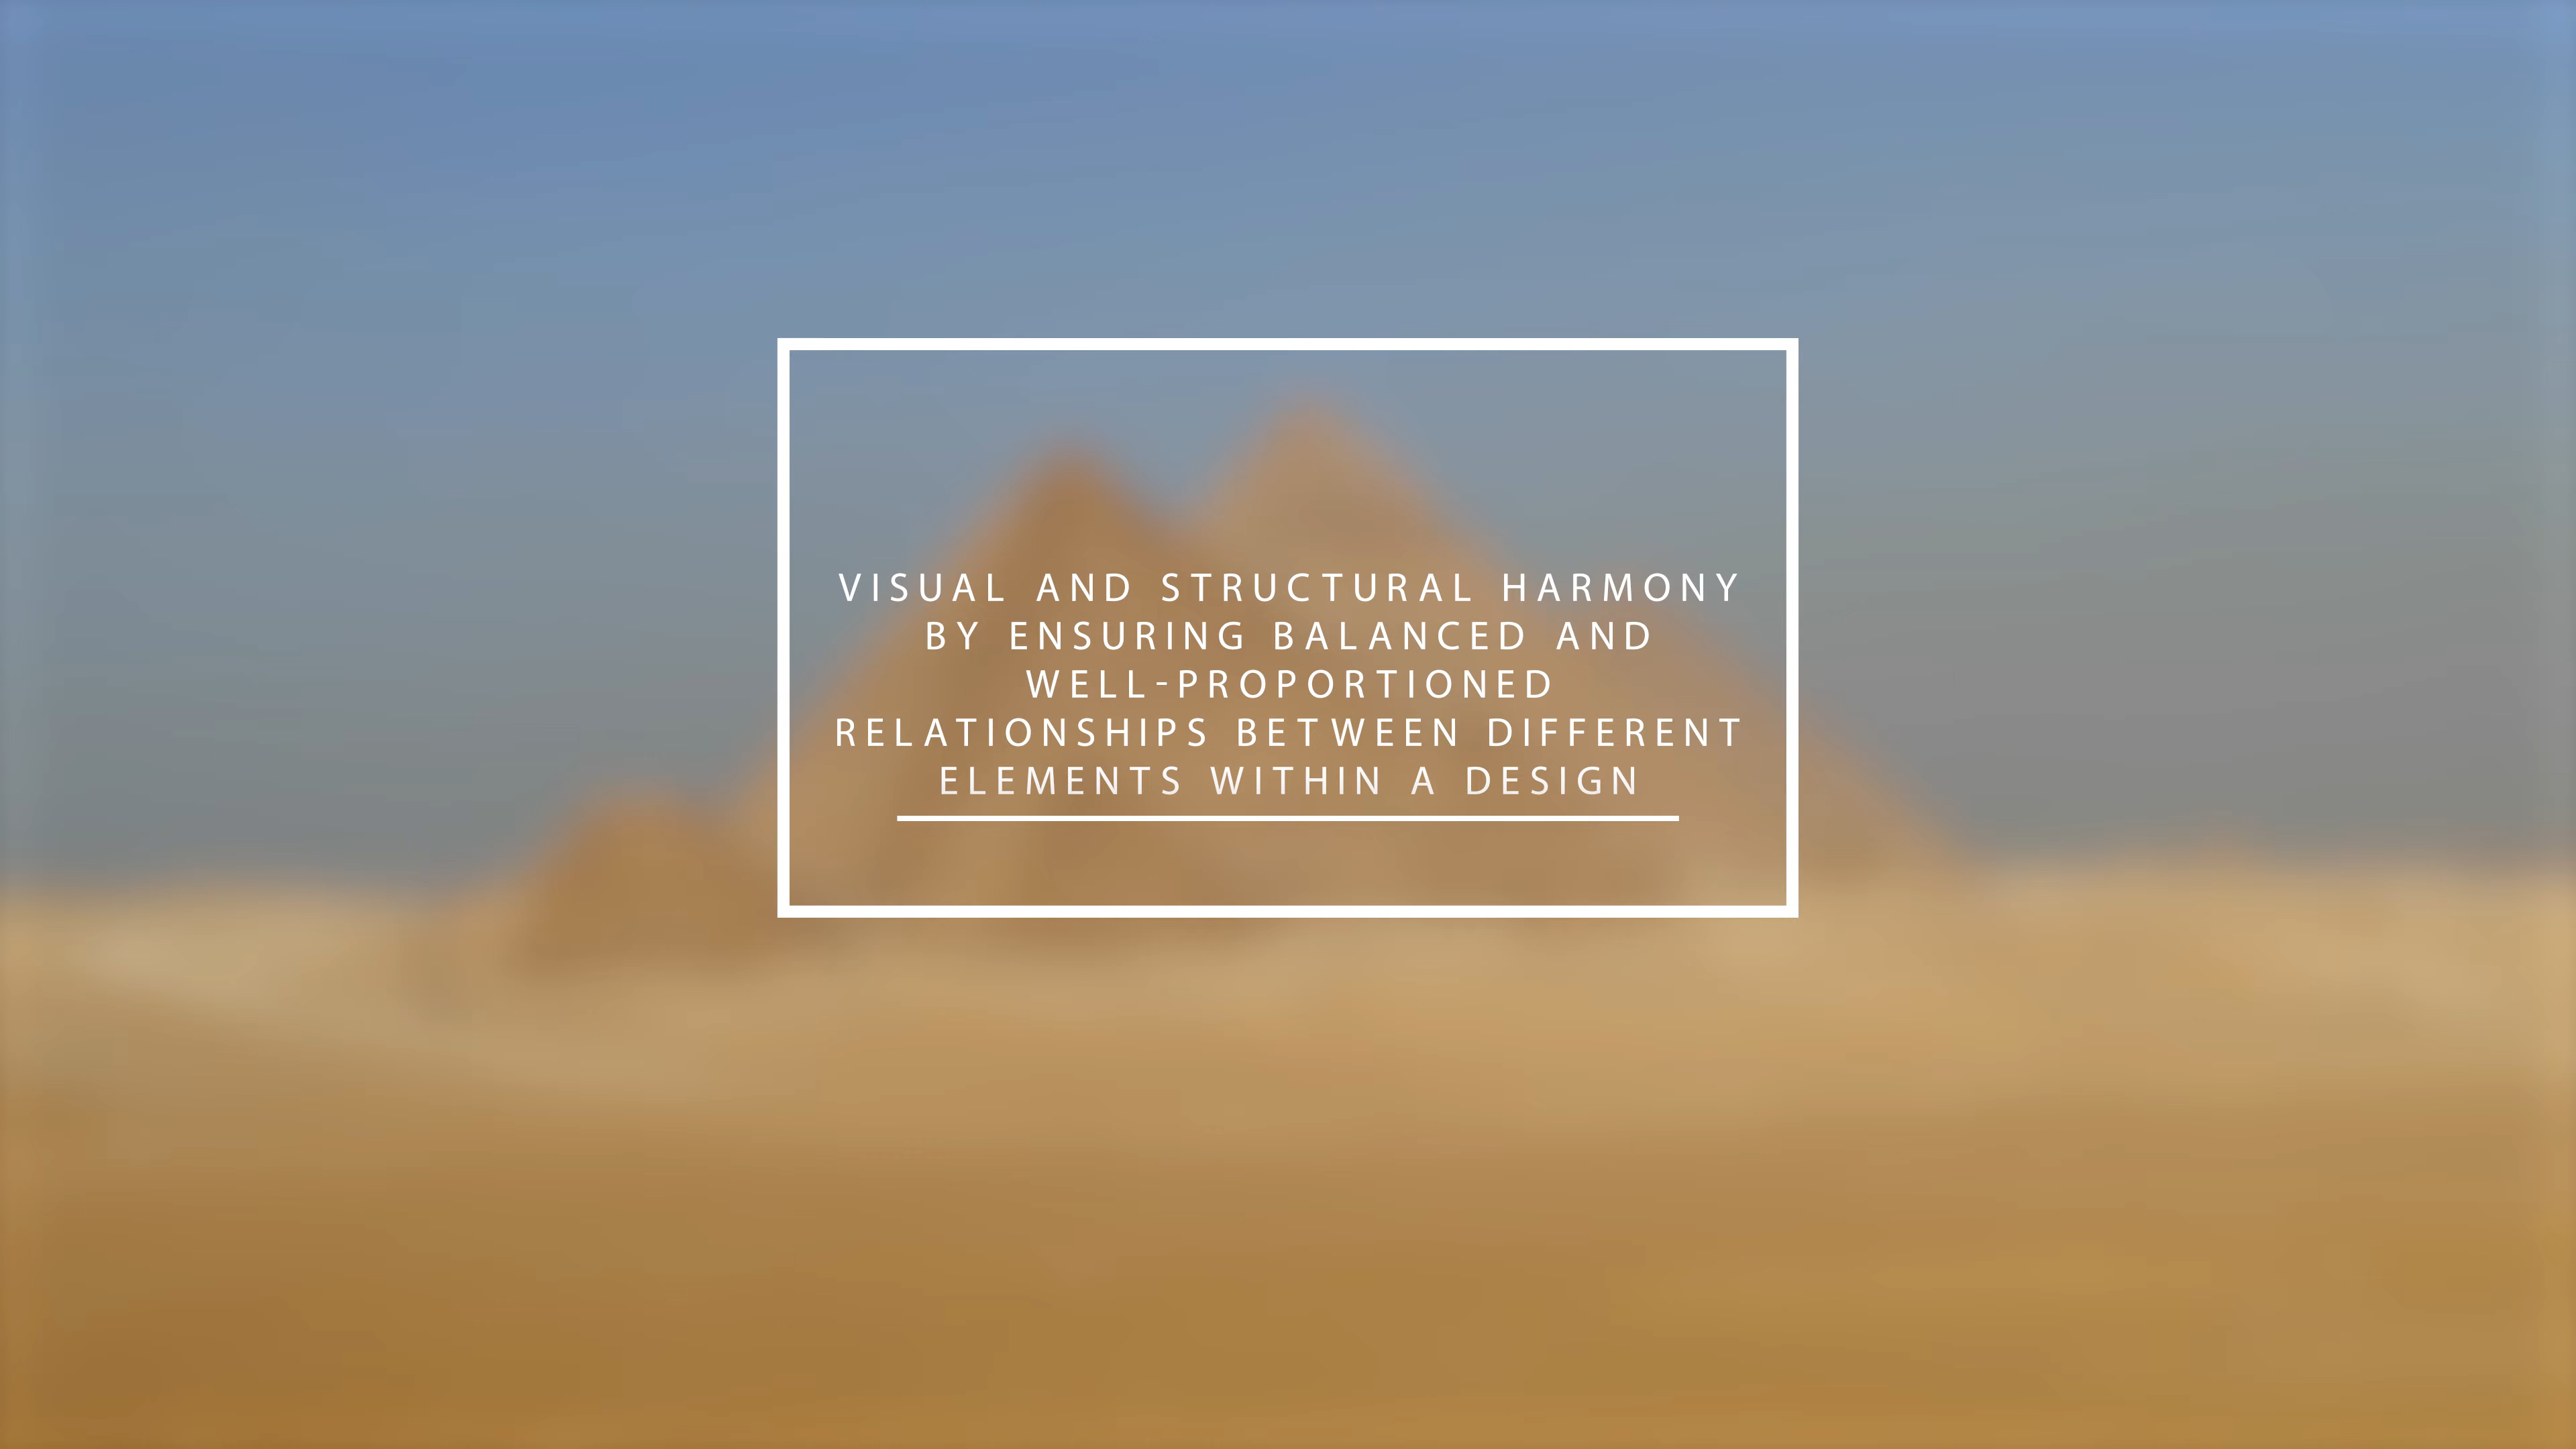 VISUAL AND STRUCTURAL HARMONY
BY ENSURING BALANCED AND
WELL-PROPORTIONED
RELATIONSHIPS BETWEEN DIFFERENT
ELEMENTS WITHIN A DESIGN